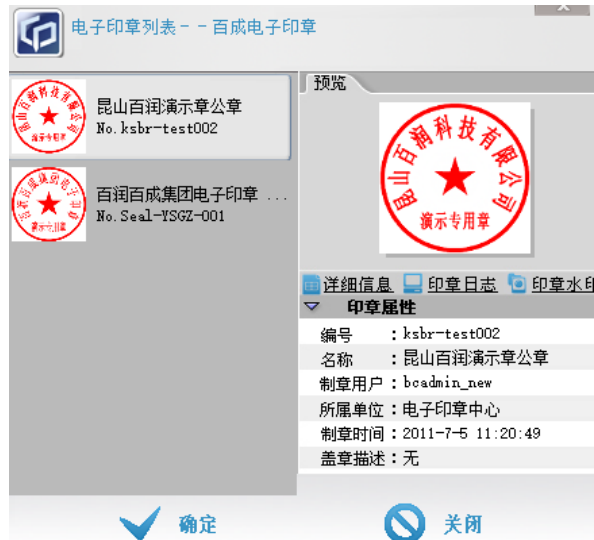 电子印章列表－－百成电子印章
昆山百润演示章公章
No.ksbr-test002
百润百成集团电子印章 ...
No.Seal-YSGZ-001
预览
昆山百润科技有限公司
演示专用章
详细信息 印章日志 印章水印
印章属性
编号 ：ksbr-test002
名称 ：昆山百润演示章公章
制章用户：bcadmin_new
所属单位：电子印章中心
制章时间：2011-7-5 11:20:49
盖章描述：无
确定 关闭